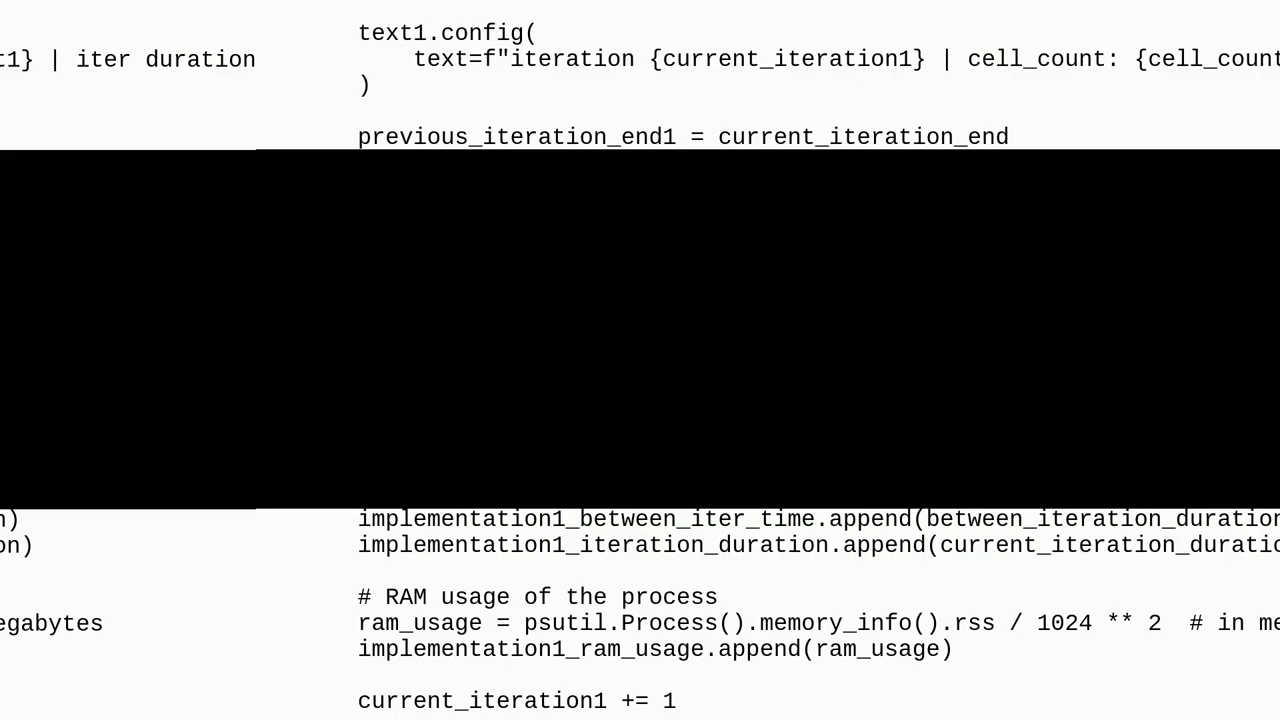 text1.config(
t1} | iter duration text=f"iteration {current_iteration1} | cell_count: {cell_count
)
previous_iteration_end1 = current_iteration_end
n) implementation1_between_iter_time.append(between_iteration_duration
on) implementation1_iteration_duration.append(current_iteration_duratio
# RAM usage of the process
egabytes ram_usage = psutil.Process().memory_info().rss / 1024 ** 2  # in me
implementation1_ram_usage.append(ram_usage)
current_iteration1 += 1